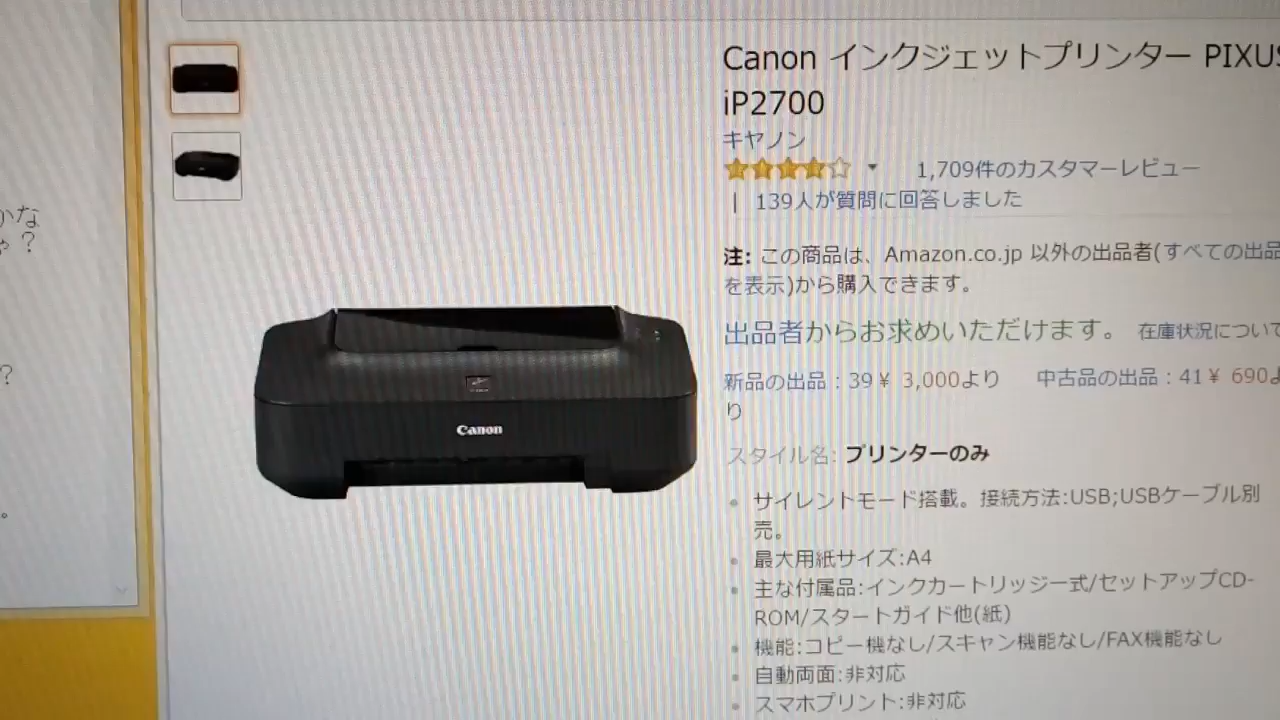 Canon インクジェットプリンター PIXUS
iP2700
キヤノン
1,709件のカスタマーレビュー
| 139人が質問に回答しました
注: この商品は、Amazon.co.jp 以外の出品者(すべての出品
を表示)から購入できます。
出品者からお求めいただけます。 在庫状況について
新品の出品：39￥ 3,000より 中古品の出品：41￥ 690よ
り
スタイル名: プリンターのみ
サイレントモード搭載。接続方法:USB;USBケーブル別
売。
最大用紙サイズ:A4
主な付属品:インクカートリッジ一式/セットアップCD-
ROM/スタートガイド他(紙)
機能:コピー機なし/スキャン機能なし/FAX機能なし
自動両面:非対応
スマホプリント:非対応
Canon
かな
？
？
。